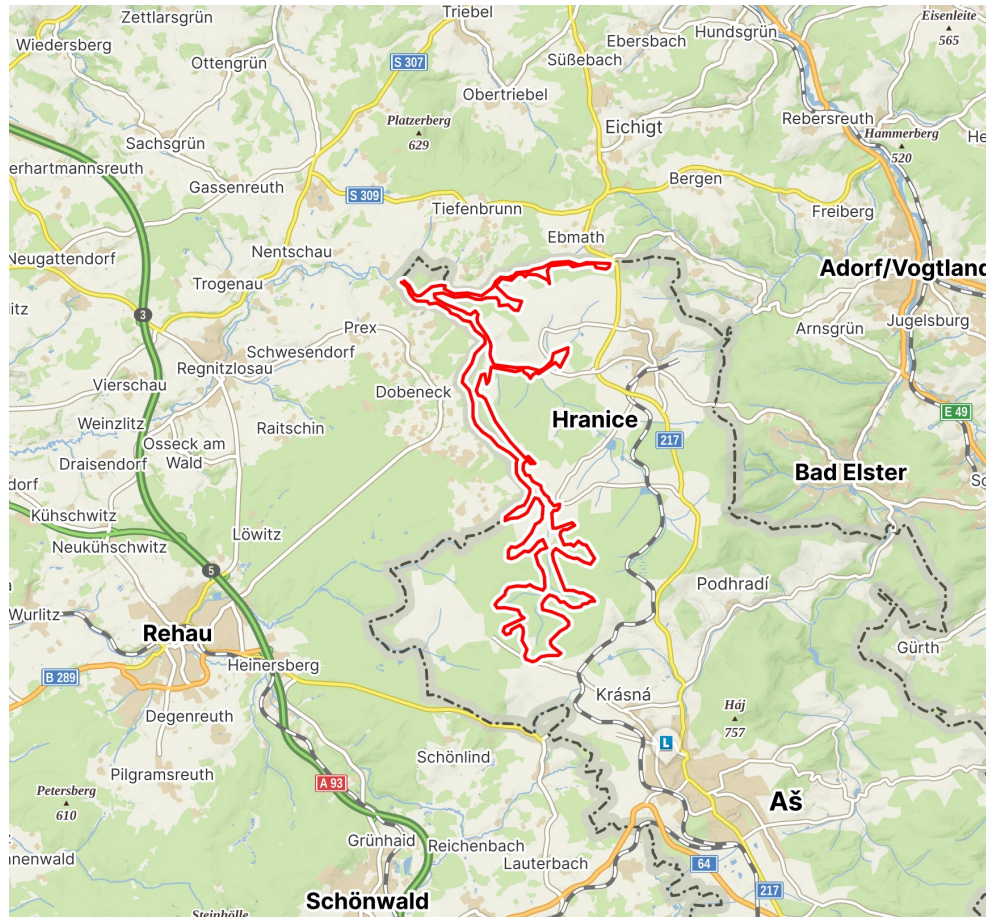 Zettlarsgrün
Triebel
Eisenleite
565
Wiedersberg
Ottengrün
S 307
Süßebach
Ebersbach
Hundsgrün
Obertriebel
Platzerberg
629
Eichigt
Rebersreuth
Hammerberg
520
He
Sachsgrün
erhartmannsreuth
Gassenreuth
S 309
Bergen
Tiefenbrunn
Freiberg
Ebmath
Neugattendorf
Nentschau
Trogenau
Adorf/Vogtland
itz
3
Prex
Arnsgrün
Jugelsburg
Schwesendorf
Regnitzlosau
Vierschau
Dobeneck
E 49
Weinzlitz
Raitschin
Hranice
217
Osseck am
Wald
Draisendorf
Bad Elster
dorf
Kühschwitz
Löwitz
Neukühschwitz
5
Podhradí
Wurlitz
Rehau
Gürth
Heinersberg
B 289
Krásná
Háj
757
Degenreuth
L
Schönlind
Pilgramsreuth
A 93
Petersberg
610
Aš
Grünhaid
Reichenbach
nnenwald
Lauterbach
64
217
Schönwald
Steinhölle